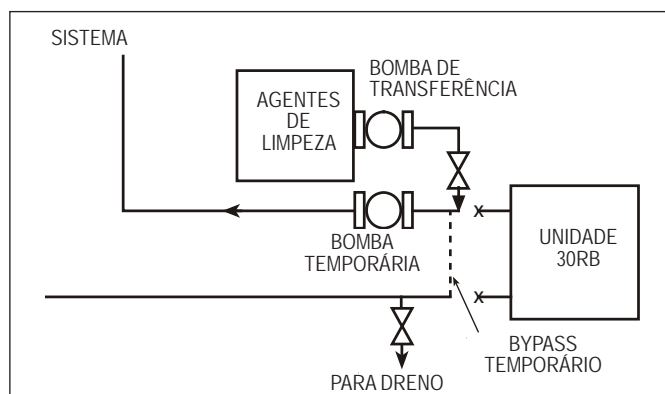 SISTEMA
BOMBA DE
TRANSFERÊNCIA
AGENTES
DE
LIMPEZA
BOMBA
TEMPORÁRIA
UNIDADE
30RB
BYPASS
TEMPORÁRIO
PARA DRENO